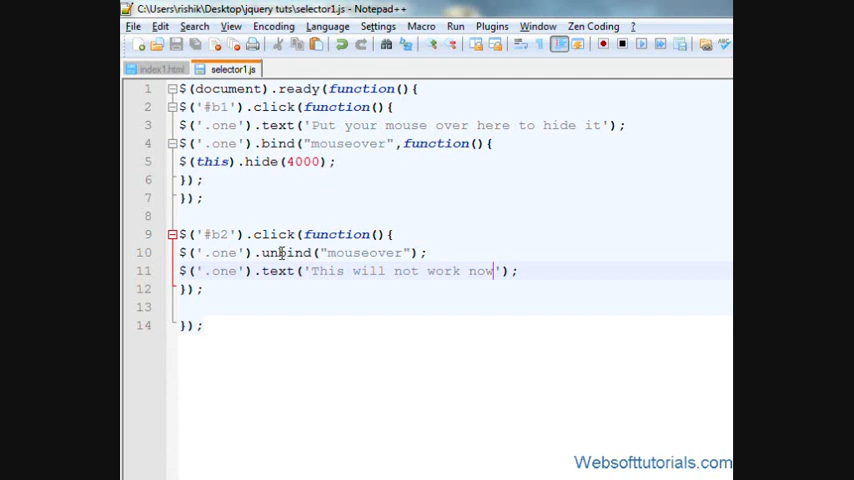 C:\Users\rishik\Desktop\jquery tuts\selector1.js - Notepad++
File Edit Search View Encoding Language Settings Macro Run Plugins Window Zen Coding ?
index1.html selector1.js
1 $(document).ready(function(){
2 $('#b1').click(function(){
3 $('.one').text('Put your mouse over here to hide it');
4 $('.one').bind("mouseover",function(){
5 $(this).hide(4000);
6 });
7 });
8
9 $('#b2').click(function(){
10 $('.one').unbind("mouseover");
11 $('.one').text('This will not work now');
12 });
13
14 });
Websofttutorials.com